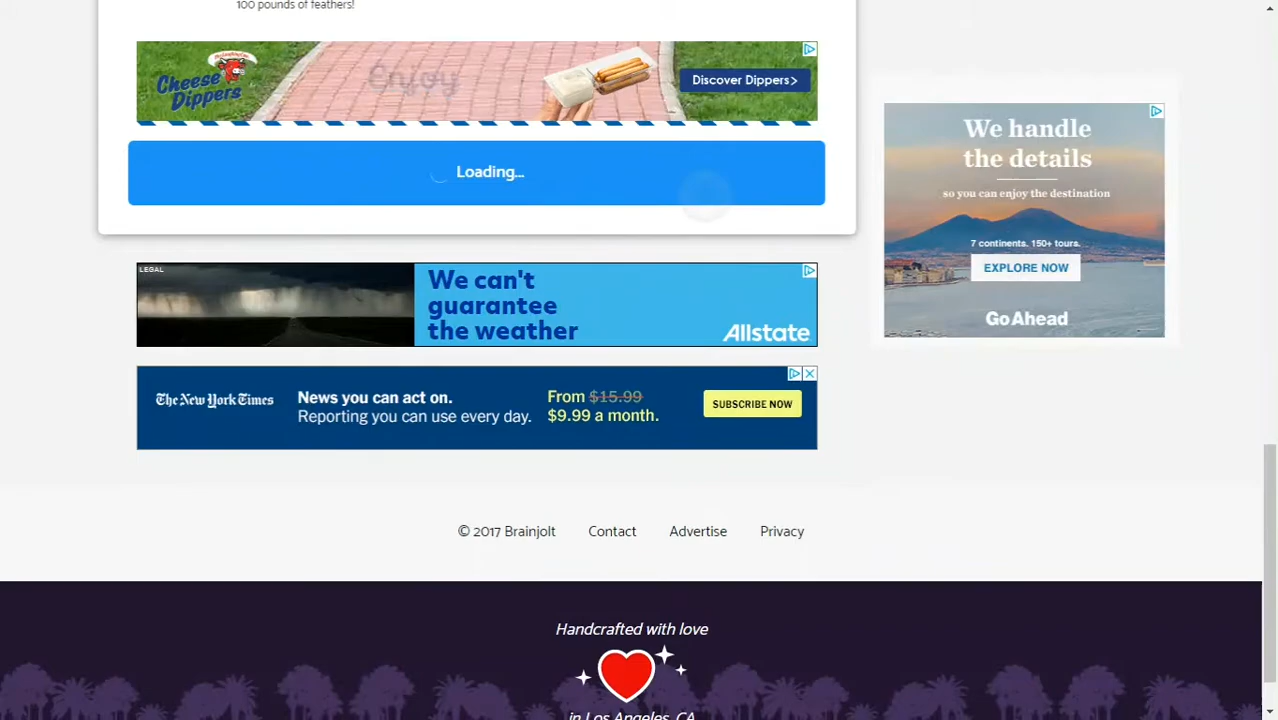 100 pounds of feathers!
Cheese
Dippers
Enjoy
Discover Dippers>
Loading...
We handle
the details
so you can enjoy the destination
7 continents. 150+ tours.
EXPLORE NOW
GoAhead
LEGAL
We can't
guarantee
the weather
Allstate
The New York Times
News you can act on.
Reporting you can use every day.
From $15.99
$9.99 a month.
SUBSCRIBE NOW
© 2017 Brainjolt
Contact
Advertise
Privacy
Handcrafted with love
in Los Angeles, CA